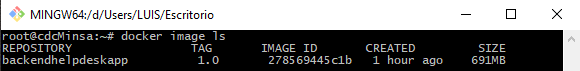 MINGW64:/d/Users/LUIS/Escritorio
root@cdcMinsa:~# docker image ls
REPOSITORY TAG IMAGE ID CREATED SIZE
backendhelpdeskapp 1.0 278569445c1b 1 hour ago 691MB